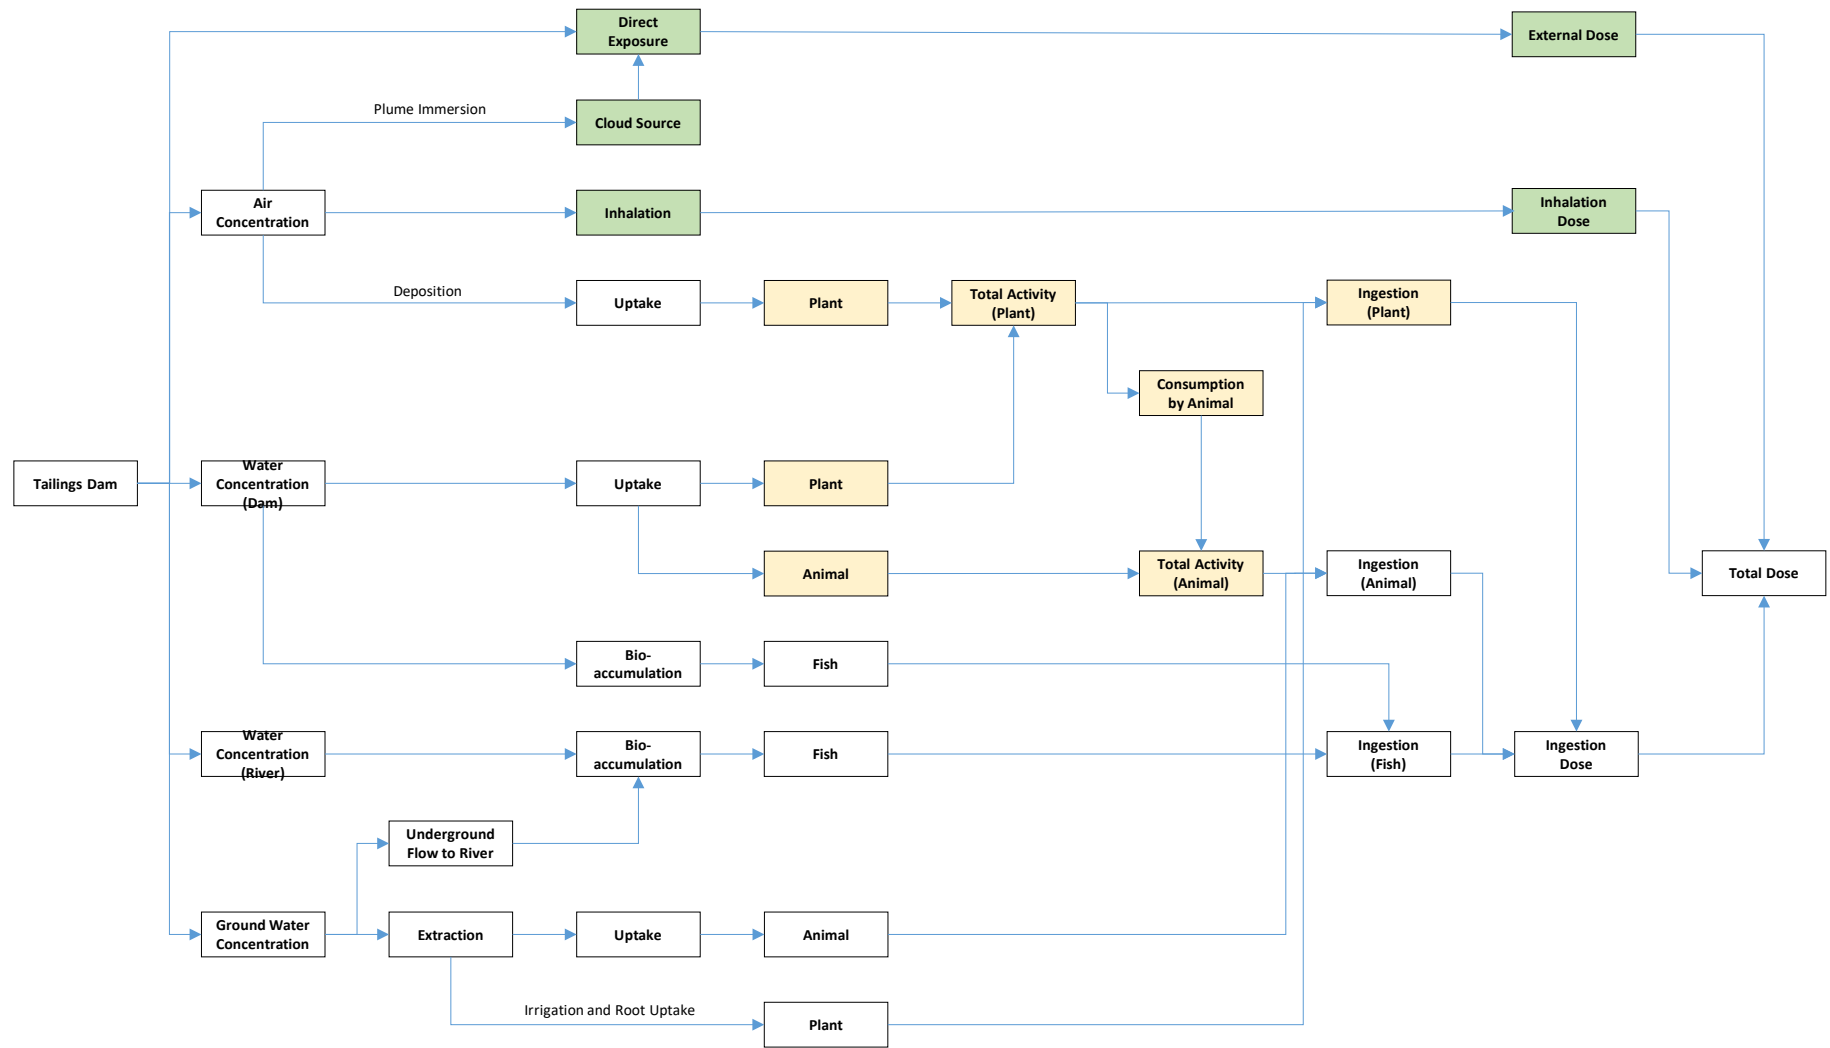 Direct
Exposure
External Dose
Plume Immersion
Cloud Source
Air
Concentration
Inhalation
Inhalation
Dose
Deposition
Uptake
Plant
Total Activity
(Plant)
Ingestion
(Plant)
Consumption
by Animal
Tailings Dam
Water
Concentration
(Dam)
Uptake
Plant
Animal
Total Activity
(Animal)
Ingestion
(Animal)
Total Dose
Bio-
accumulation
Fish
Water
Concentration
(River)
Bio-
accumulation
Fish
Ingestion
(Fish)
Ingestion
Dose
Underground
Flow to River
Ground Water
Concentration
Extraction
Uptake
Animal
Irrigation and Root Uptake
Plant